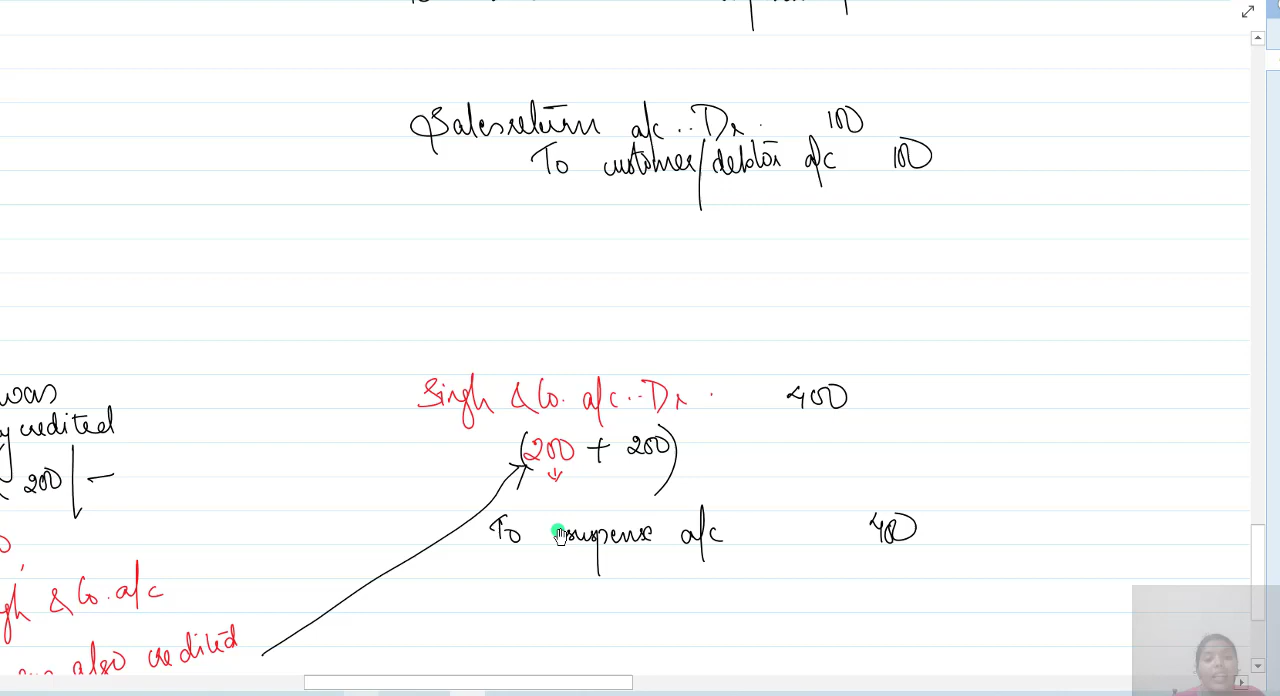 Sales return a/c .. Dr. 100
To customer/debtor a/c 100
was
Singh & Co. a/c .. Dr. 400
y credited
(200 + 200)
200/-
To suspense a/c 400
gh & Co. a/c
also credited